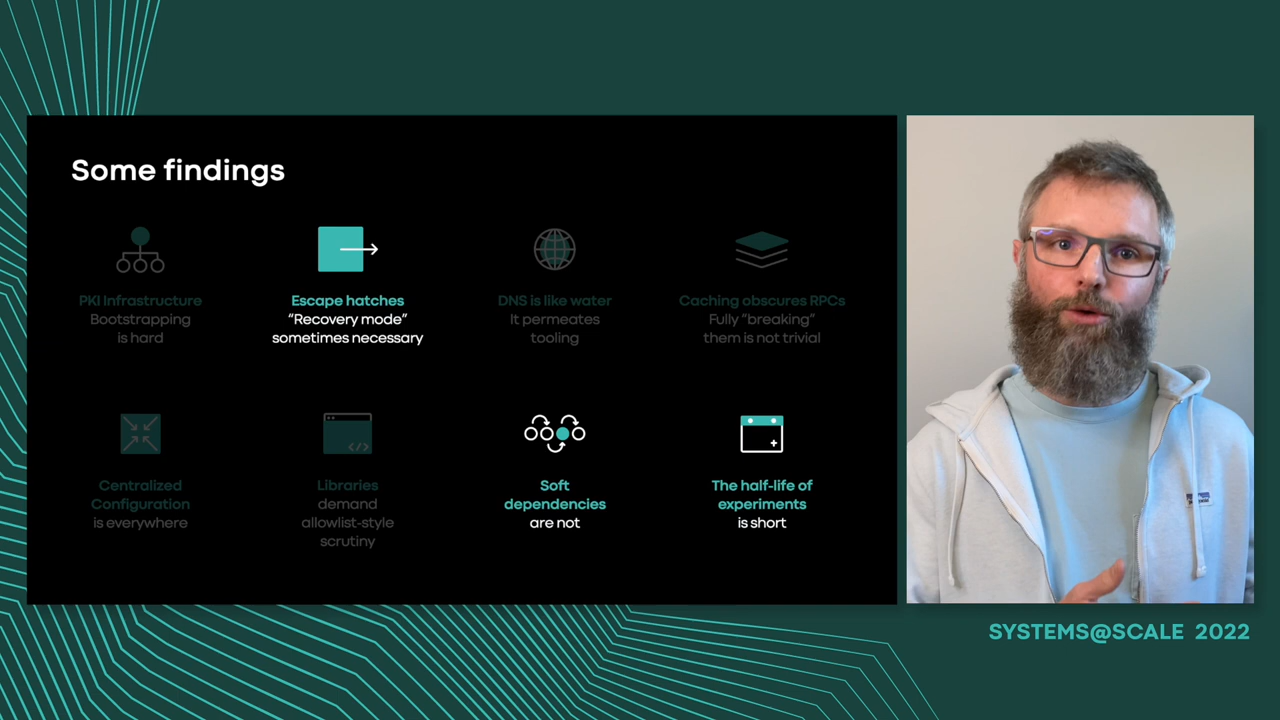 Some findings
PKI Infrastructure
Bootstrapping
is hard
Escape hatches
“Recovery mode”
sometimes necessary
DNS is like water
It permeates
tooling
Caching obscures RPCs
Fully “breaking”
them is not trivial
Centralized
Configuration
is everywhere
Libraries
demand
allowlist-style
scrutiny
Soft
dependencies
are not
The half-life of
experiments
is short
SYSTEMS@SCALE 2022